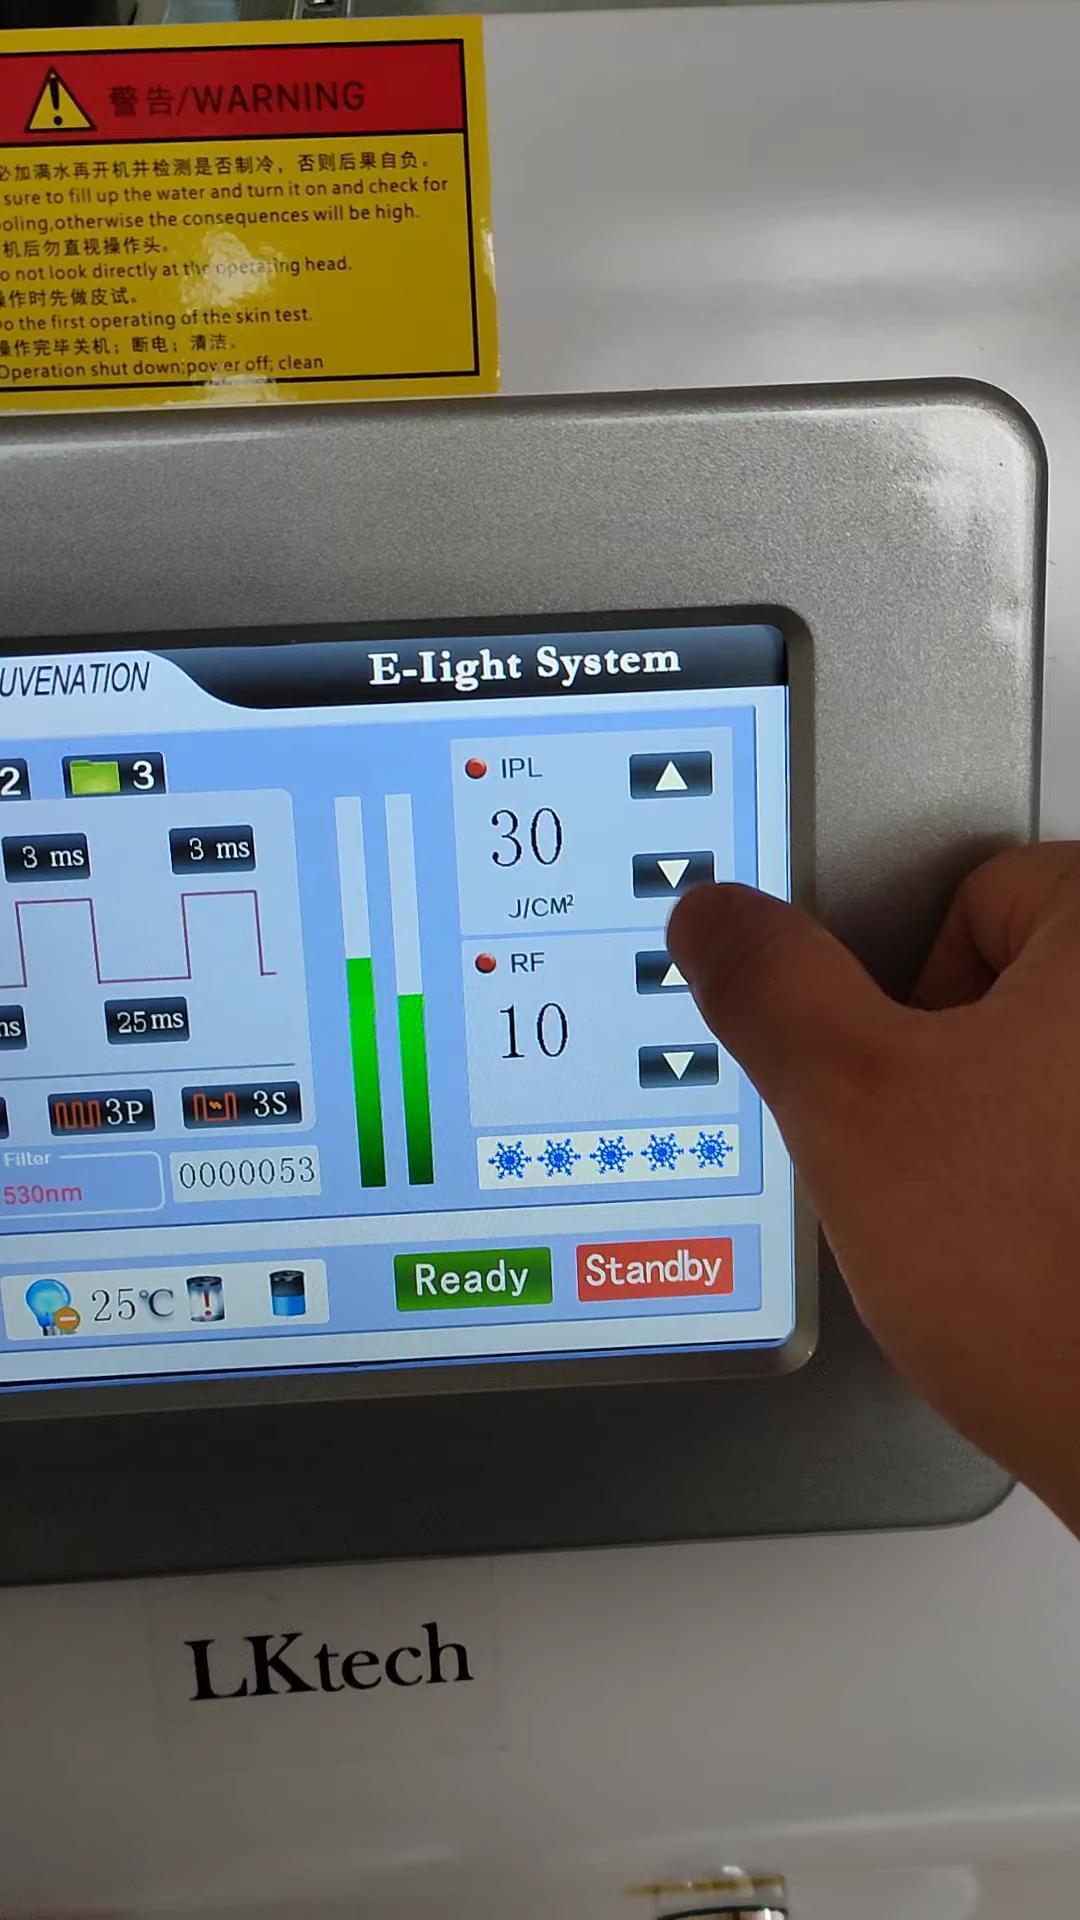 警告/WARNING
必加满水再开机并检测是否制冷，否则后果自负。
sure to fill up the water and turn it on and check for
ooling,otherwise the consequences will be high.
机后勿直视操作头。
o not look directly at the operating head.
操作时先做皮试。
Do the first operating of the skin test.
操作完毕关机；断电；清洁。
Operation shut down;power off; clean
UVENATION
E-Iight System
2
3
IPL
30
J/CM²
3 ms
3 ms
RF
10
ms
25ms
3P
3S
Filter
530nm
0000053
25℃
Ready
Standby
LKtech